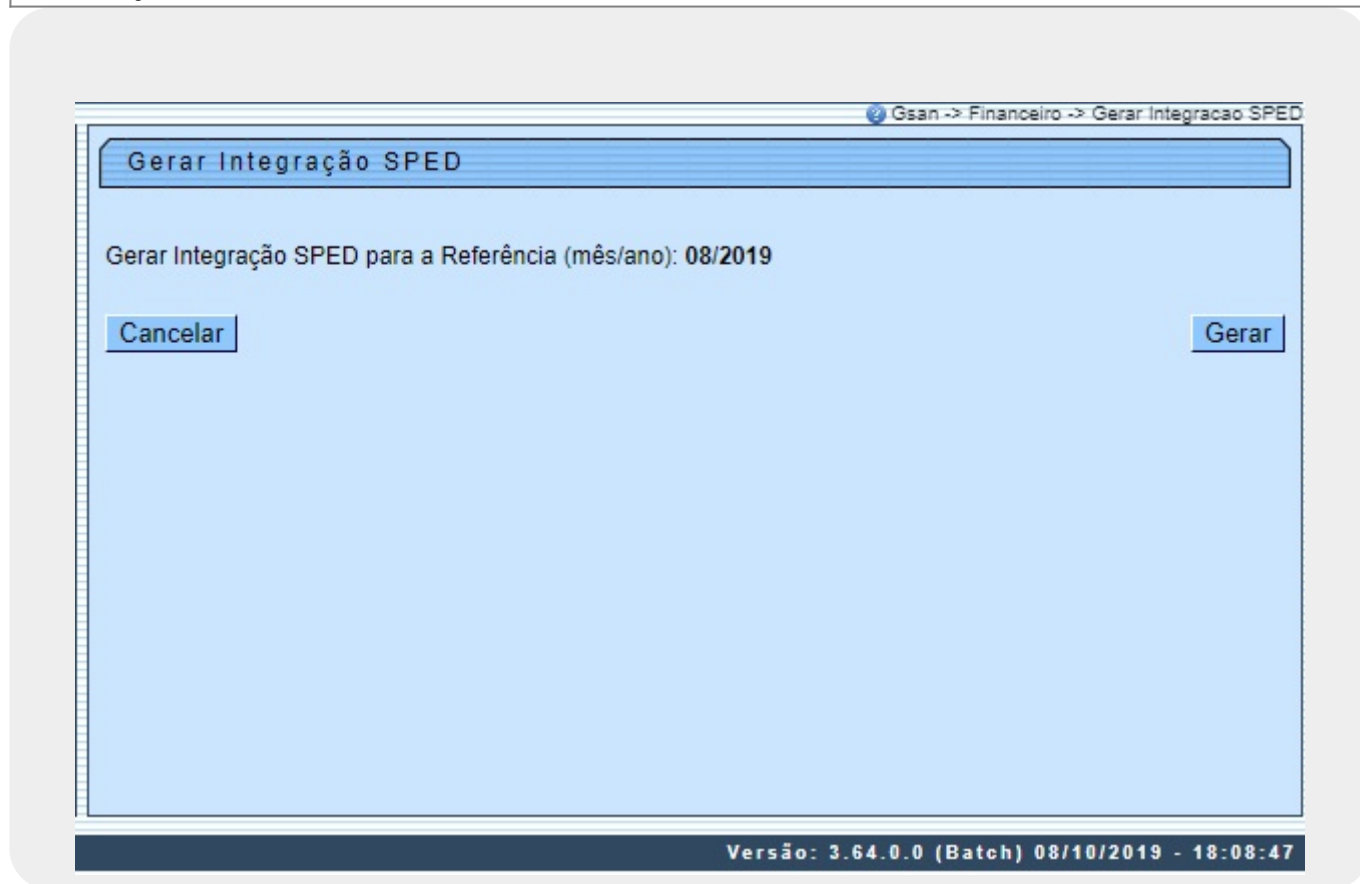 Gsan -> Financeiro -> Gerar Integracao SPED
Gerar Integração SPED
Gerar Integração SPED para a Referência (mês/ano): 08/2019
Cancelar
Gerar
Versão: 3.64.0.0 (Batch) 08/10/2019 - 18:08:47